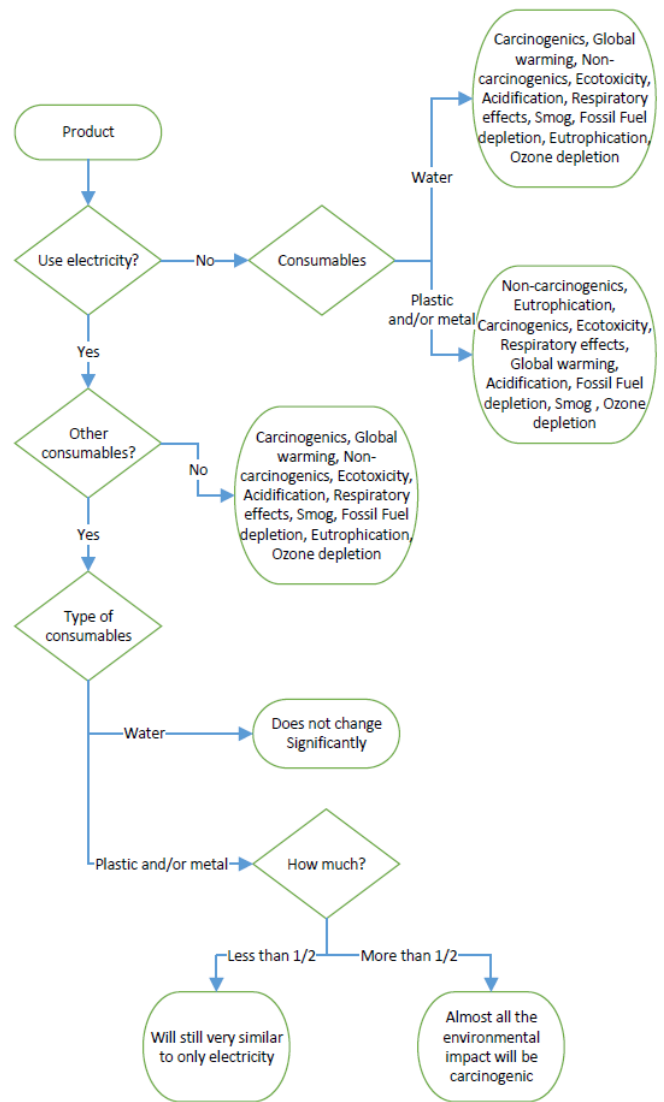 Carcinogenics, Global
warming, Non-
carcinogenics, Ecotoxicity,
Acidification, Respiratory
effects, Smog, Fossil Fuel
depletion, Eutrophication,
Ozone depletion
Product
Water
Use electricity?
No
Consumables
Plastic
and/or metal
Non-carcinogenics,
Eutrophication,
Carcinogenics, Ecotoxicity,
Respiratory effects,
Global warming,
Acidification, Fossil Fuel
depletion, Smog , Ozone
depletion
Yes
Other
consumables?
No
Carcinogenics, Global
warming, Non-
carcinogenics, Ecotoxicity,
Acidification, Respiratory
effects, Smog, Fossil Fuel
depletion, Eutrophication,
Ozone depletion
Yes
Type of
consumables
Water
Does not change
Significantly
Plastic and/or metal
How much?
Less than 1/2
More than 1/2
Will still very similar
to only electricity
Almost all the
environmental
impact will be
carcinogenic